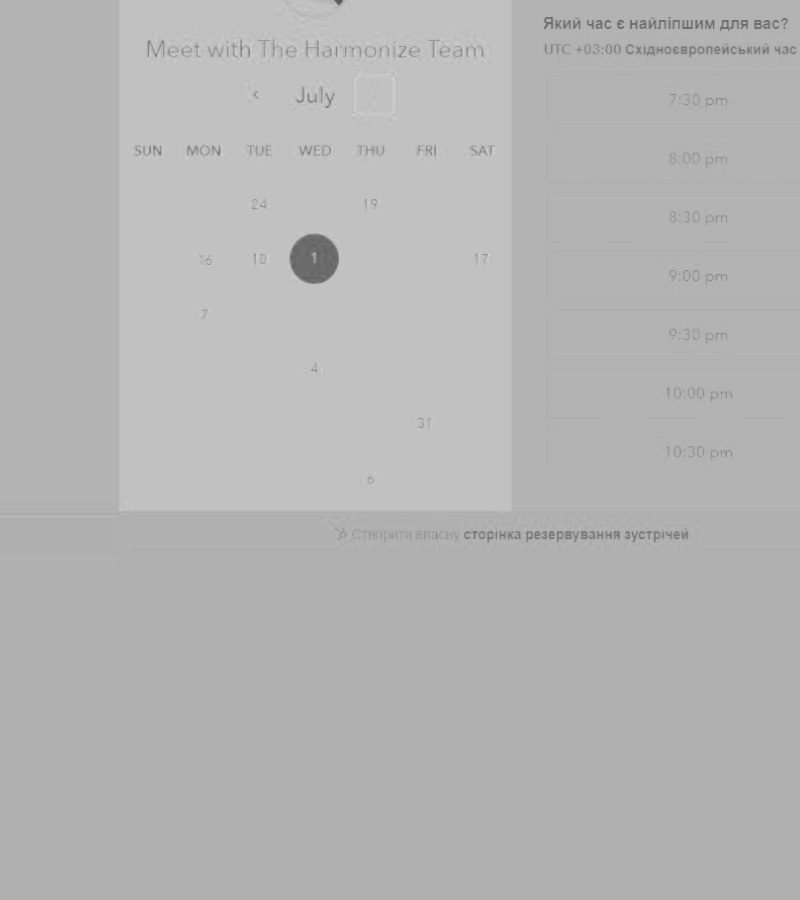 Meet with The Harmonize Team
‹ July
SUN MON TUE WED THU FRI SAT
24 19
16 10 1 17
7
4
31
6
Який час є найліпшим для вас?
UTC +03:00 Східноєвропейський час
7:30 pm
8:00 pm
8:30 pm
9:00 pm
9:30 pm
10:00 pm
10:30 pm
Створити власну сторінка резервування зустрічей